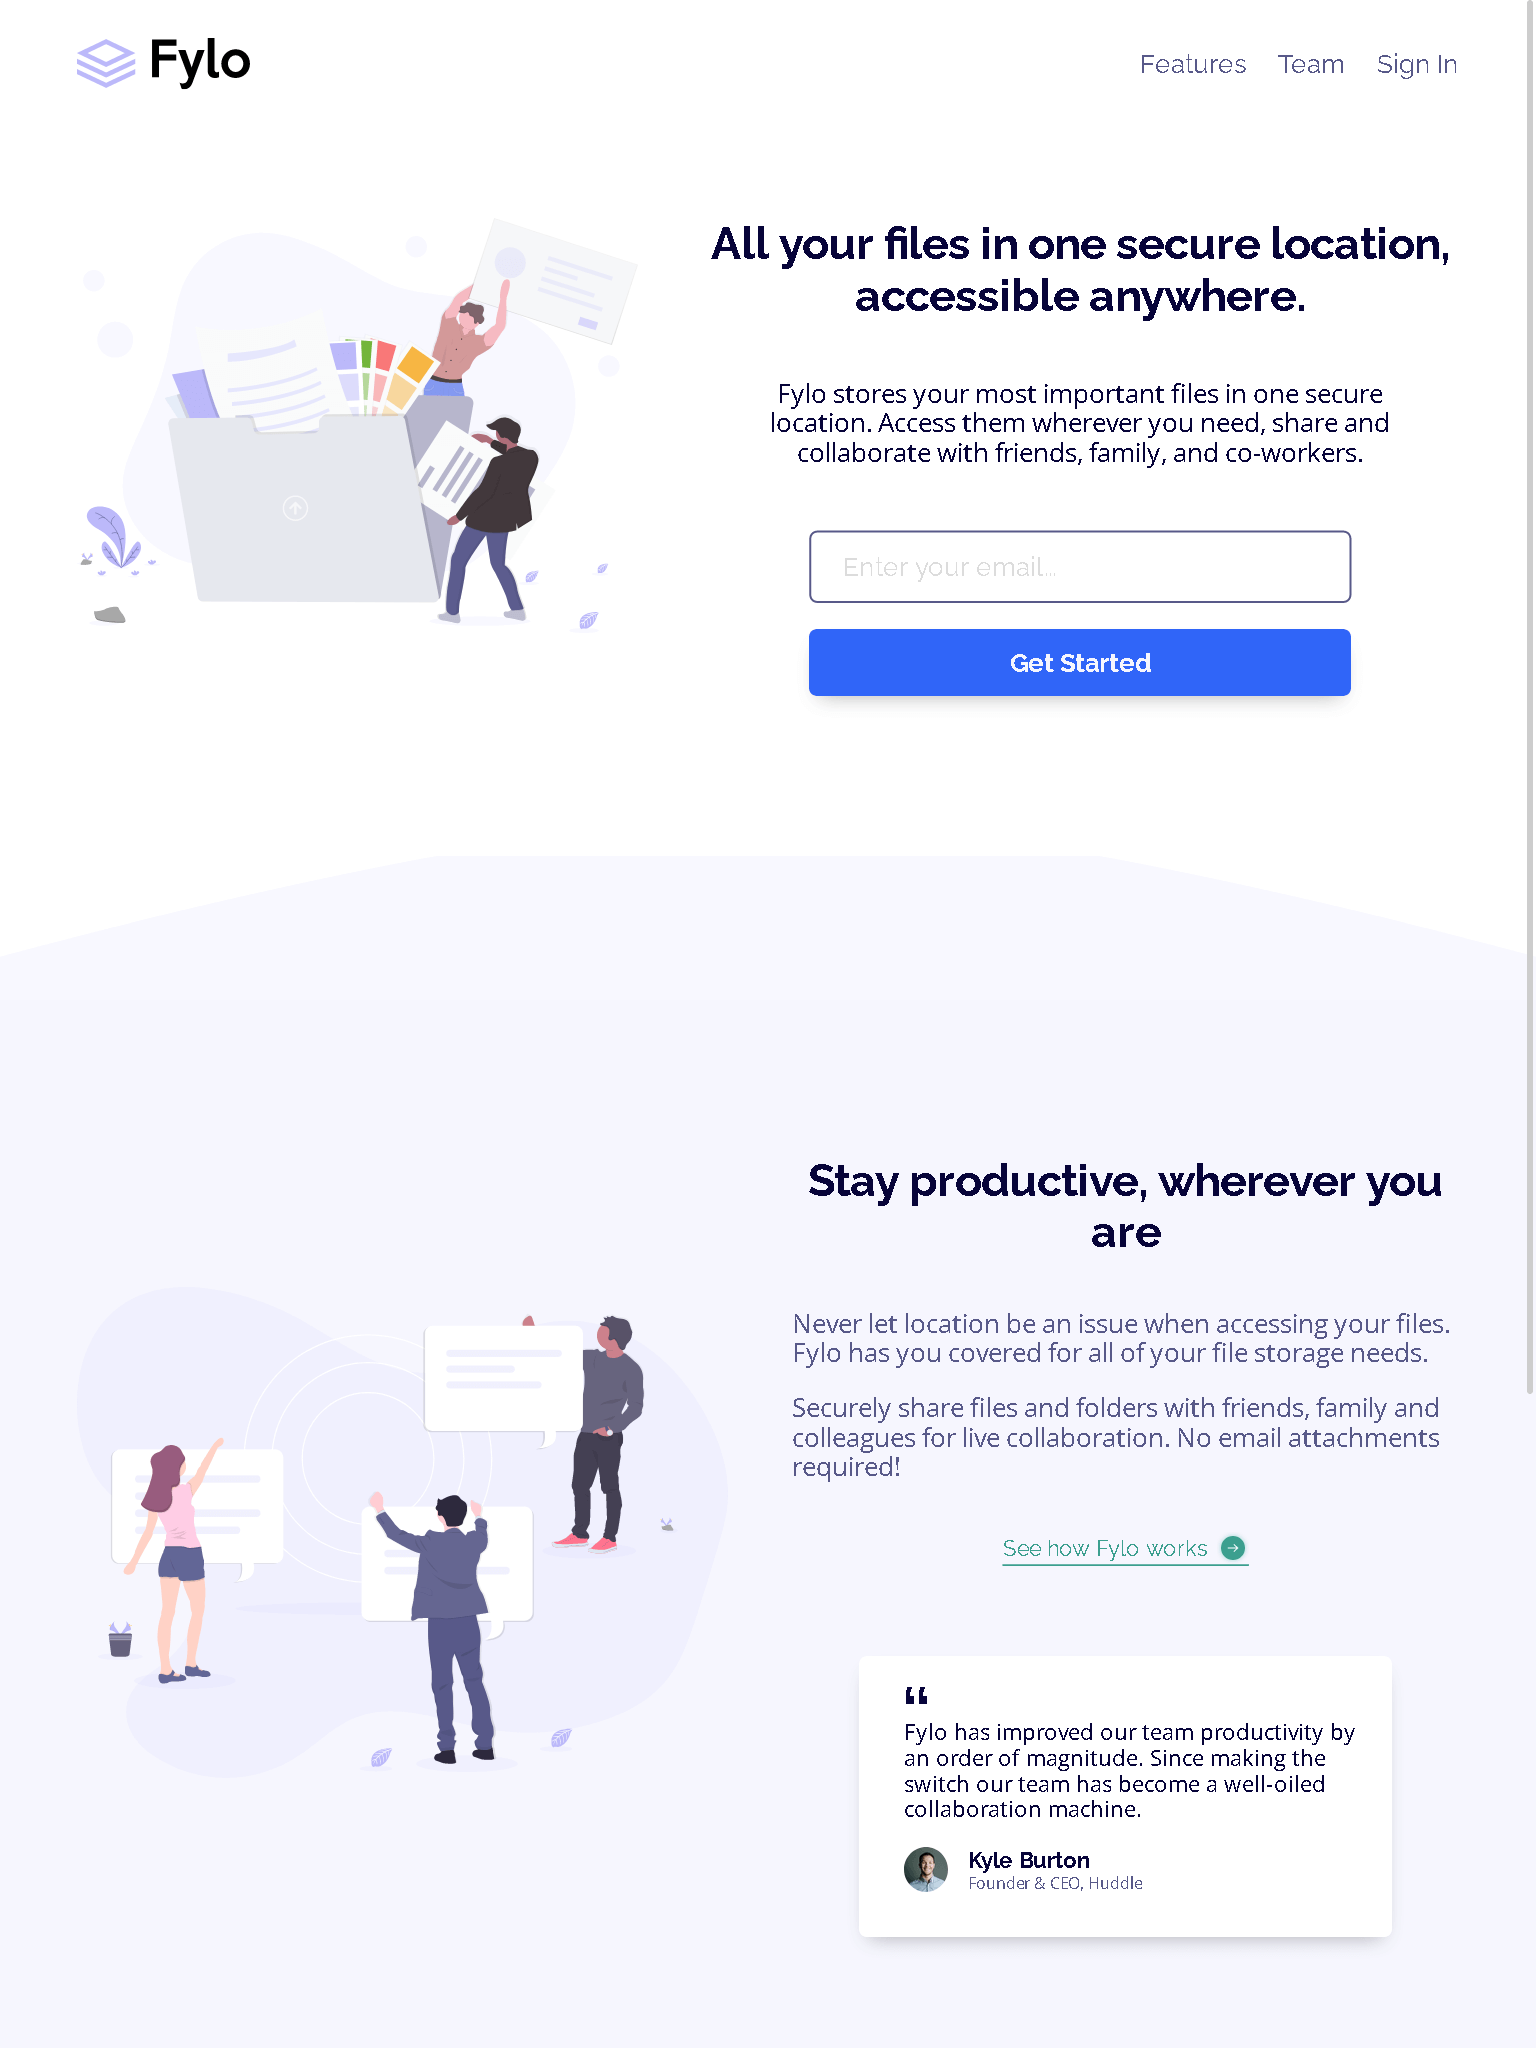 Fylo
Features Team Sign In
All your files in one secure location,
accessible anywhere.
Fylo stores your most important files in one secure
location. Access them wherever you need, share and
collaborate with friends, family, and co-workers.
Enter your email...
Get Started
Stay productive, wherever you
are
Never let location be an issue when accessing your files.
Fylo has you covered for all of your file storage needs.
Securely share files and folders with friends, family and
colleagues for live collaboration. No email attachments
required!
See how Fylo works
“
Fylo has improved our team productivity by
an order of magnitude. Since making the
switch our team has become a well-oiled
collaboration machine.
Kyle Burton
Founder & CEO, Huddle